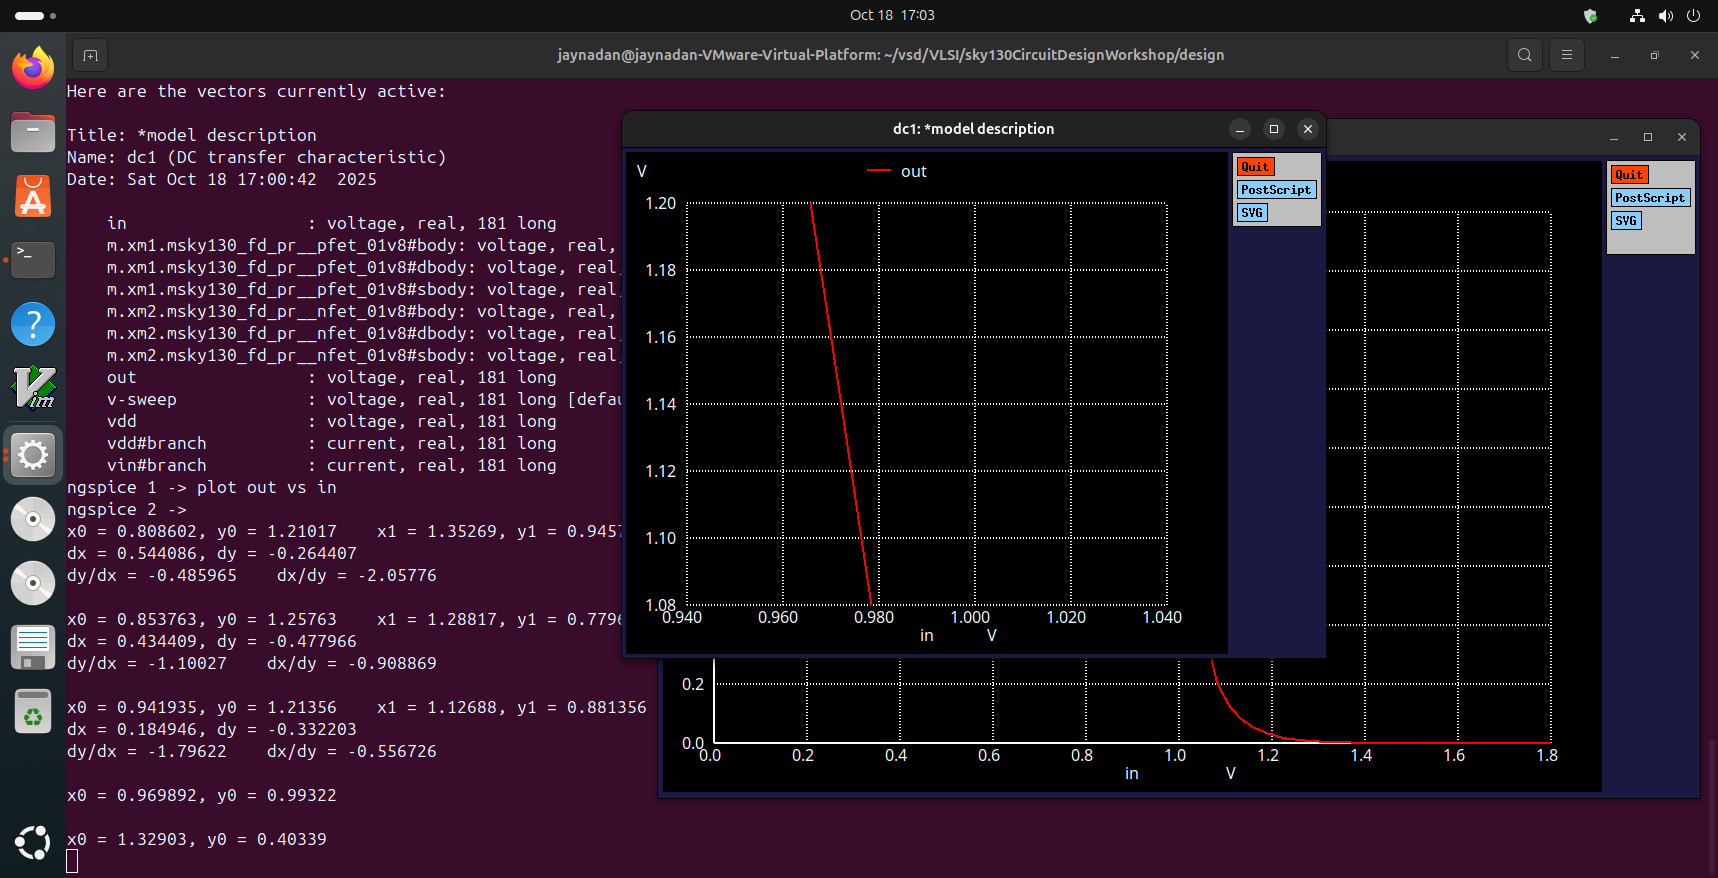 Oct 18 17:03
jaynadan@jaynadan-VMware-Virtual-Platform: ~/vsd/VLSI/sky130CircuitDesignWorkshop/design
Here are the vectors currently active:
Title: *model description
Name: dc1 (DC transfer characteristic)
Date: Sat Oct 18 17:00:42  2025
in : voltage, real, 181 long
m.xm1.msky130_fd_pr__pfet_01v8#body: voltage, real,
m.xm1.msky130_fd_pr__pfet_01v8#dbody: voltage, real,
m.xm1.msky130_fd_pr__pfet_01v8#sbody: voltage, real,
m.xm2.msky130_fd_pr__nfet_01v8#body: voltage, real,
m.xm2.msky130_fd_pr__nfet_01v8#dbody: voltage, real,
m.xm2.msky130_fd_pr__nfet_01v8#sbody: voltage, real,
out : voltage, real, 181 long
v-sweep : voltage, real, 181 long [defau
vdd : voltage, real, 181 long
vdd#branch : current, real, 181 long
vin#branch : current, real, 181 long
ngspice 1 -> plot out vs in
ngspice 2 ->
x0 = 0.808602, y0 = 1.21017    x1 = 1.35269, y1 = 0.9457
dx = 0.544086, dy = -0.264407
dy/dx = -0.485965    dx/dy = -2.05776
x0 = 0.853763, y0 = 1.25763    x1 = 1.28817, y1 = 0.7796
dx = 0.434409, dy = -0.477966
dy/dx = -1.10027    dx/dy = -0.908869
x0 = 0.941935, y0 = 1.21356    x1 = 1.12688, y1 = 0.881356
dx = 0.184946, dy = -0.332203
dy/dx = -1.79622    dx/dy = -0.556726
x0 = 0.969892, y0 = 0.99322
x0 = 1.32903, y0 = 0.40339
dc1: *model description
V
out
1.20
1.18
1.16
1.14
1.12
1.10
1.08
0.940 0.960 0.980 1.000 1.020 1.040
in V
Quit
PostScript
SVG
Quit
PostScript
SVG
0.2
0.0
0.0 0.2 0.4 0.6 0.8 1.0 1.2 1.4 1.6 1.8
in V
>_
?
Vim